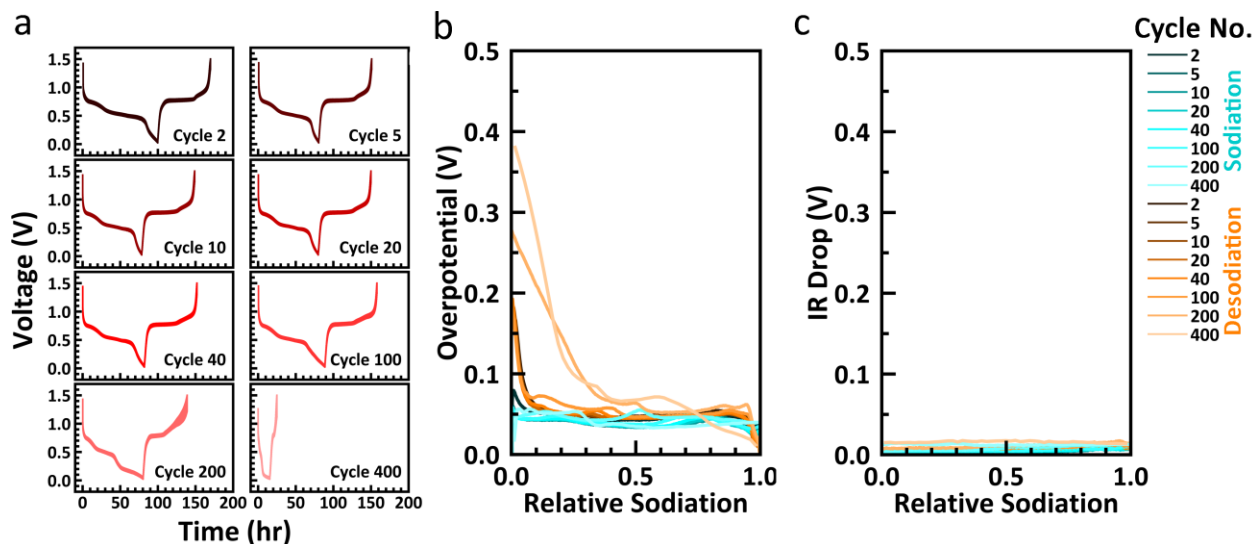 a
b
c
Cycle No.
Voltage (V)
1.5
1.0
0.5
0.0
Cycle 2
Cycle 5
1.5
1.0
0.5
0.0
Cycle 10
Cycle 20
1.5
1.0
0.5
0.0
Cycle 40
Cycle 100
1.5
1.0
0.5
0.0
Cycle 200
Cycle 400
0 50 100 150 200 0 50 100 150 200
Time (hr)
Overpotential (V)
0.5
0.4
0.3
0.2
0.1
0.0
0.0 0.5 1.0
Relative Sodiation
IR Drop (V)
0.5
0.4
0.3
0.2
0.1
0.0
0.0 0.5 1.0
Relative Sodiation
2
5
10
20
40
100
200
400
Sodiation
2
5
10
20
40
100
200
400
Desodiation